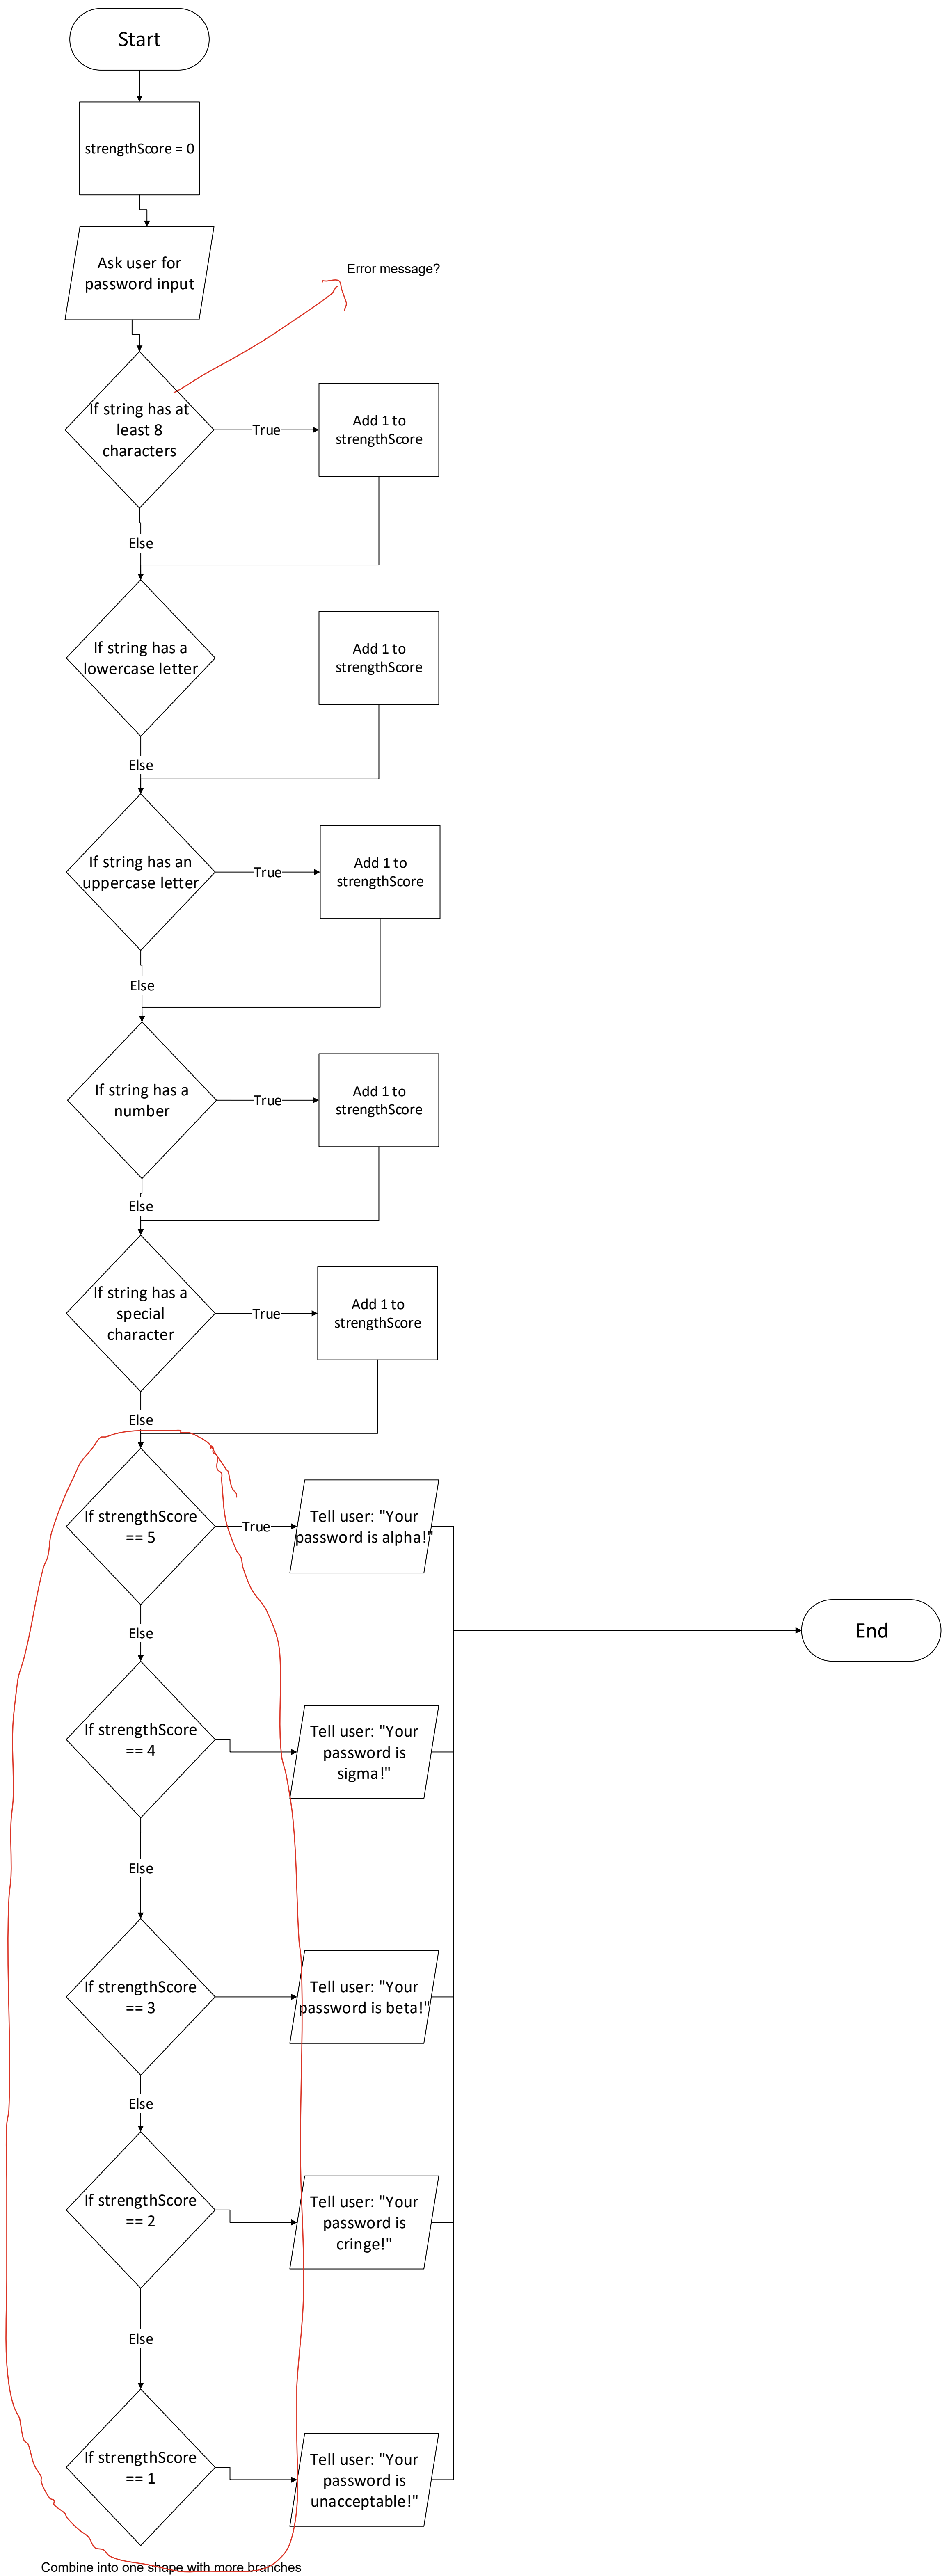 Start
strengthScore = 0
Ask user for
password input
Error message?
If string has at
least 8
characters
True
Add 1 to
strengthScore
Else
If string has a
lowercase letter
Add 1 to
strengthScore
Else
If string has an
uppercase letter
True
Add 1 to
strengthScore
Else
If string has a
number
True
Add 1 to
strengthScore
Else
If string has a
special
character
True
Add 1 to
strengthScore
Else
If strengthScore
== 5
True
Tell user: "Your
password is alpha!"
End
Else
If strengthScore
== 4
Tell user: "Your
password is
sigma!"
Else
If strengthScore
== 3
Tell user: "Your
password is beta!"
Else
If strengthScore
== 2
Tell user: "Your
password is
cringe!"
Else
If strengthScore
== 1
Tell user: "Your
password is
unacceptable!"
Combine into one shape with more branches